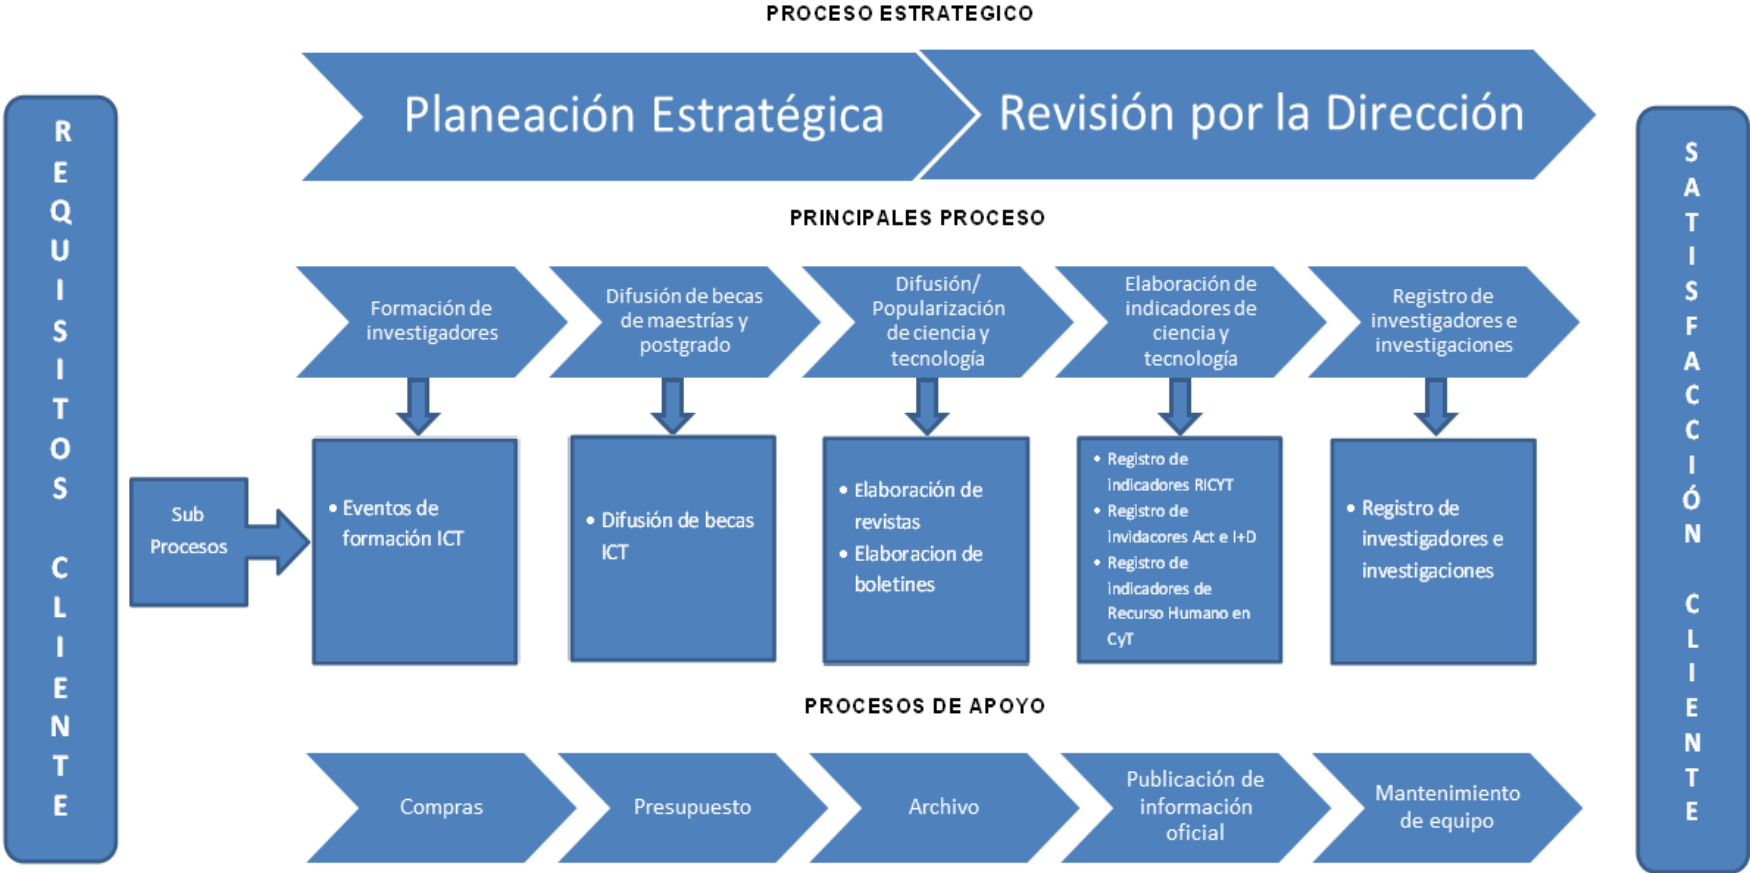 PROCESO ESTRATEGICO
Planeación Estratégica
Revisión por la Dirección
REQUISITOS CLIENTE
PRINCIPALES PROCESO
Formación de
investigadores
Difusión de becas
de maestrías y
postgrado
Difusión/
Popularización
de ciencia y
tecnología
Elaboración de
indicadores de
ciencia y
tecnología
Registro de
investigadores e
investigaciones
Sub
Procesos
• Eventos de
formación ICT
• Difusión de becas
ICT
• Elaboración de
revistas
• Elaboracion de
boletines
• Registro de
indicadores RICYT
• Registro de
invidacores Act e I+D
• Registro de
indicadores de
Recurso Humano en
CyT
• Registro de
investigadores e
investigaciones
PROCESOS DE APOYO
Compras
Presupuesto
Archivo
Publicación de
información
oficial
Mantenimiento
de equipo
SATISFACCIÓN CLIENTE